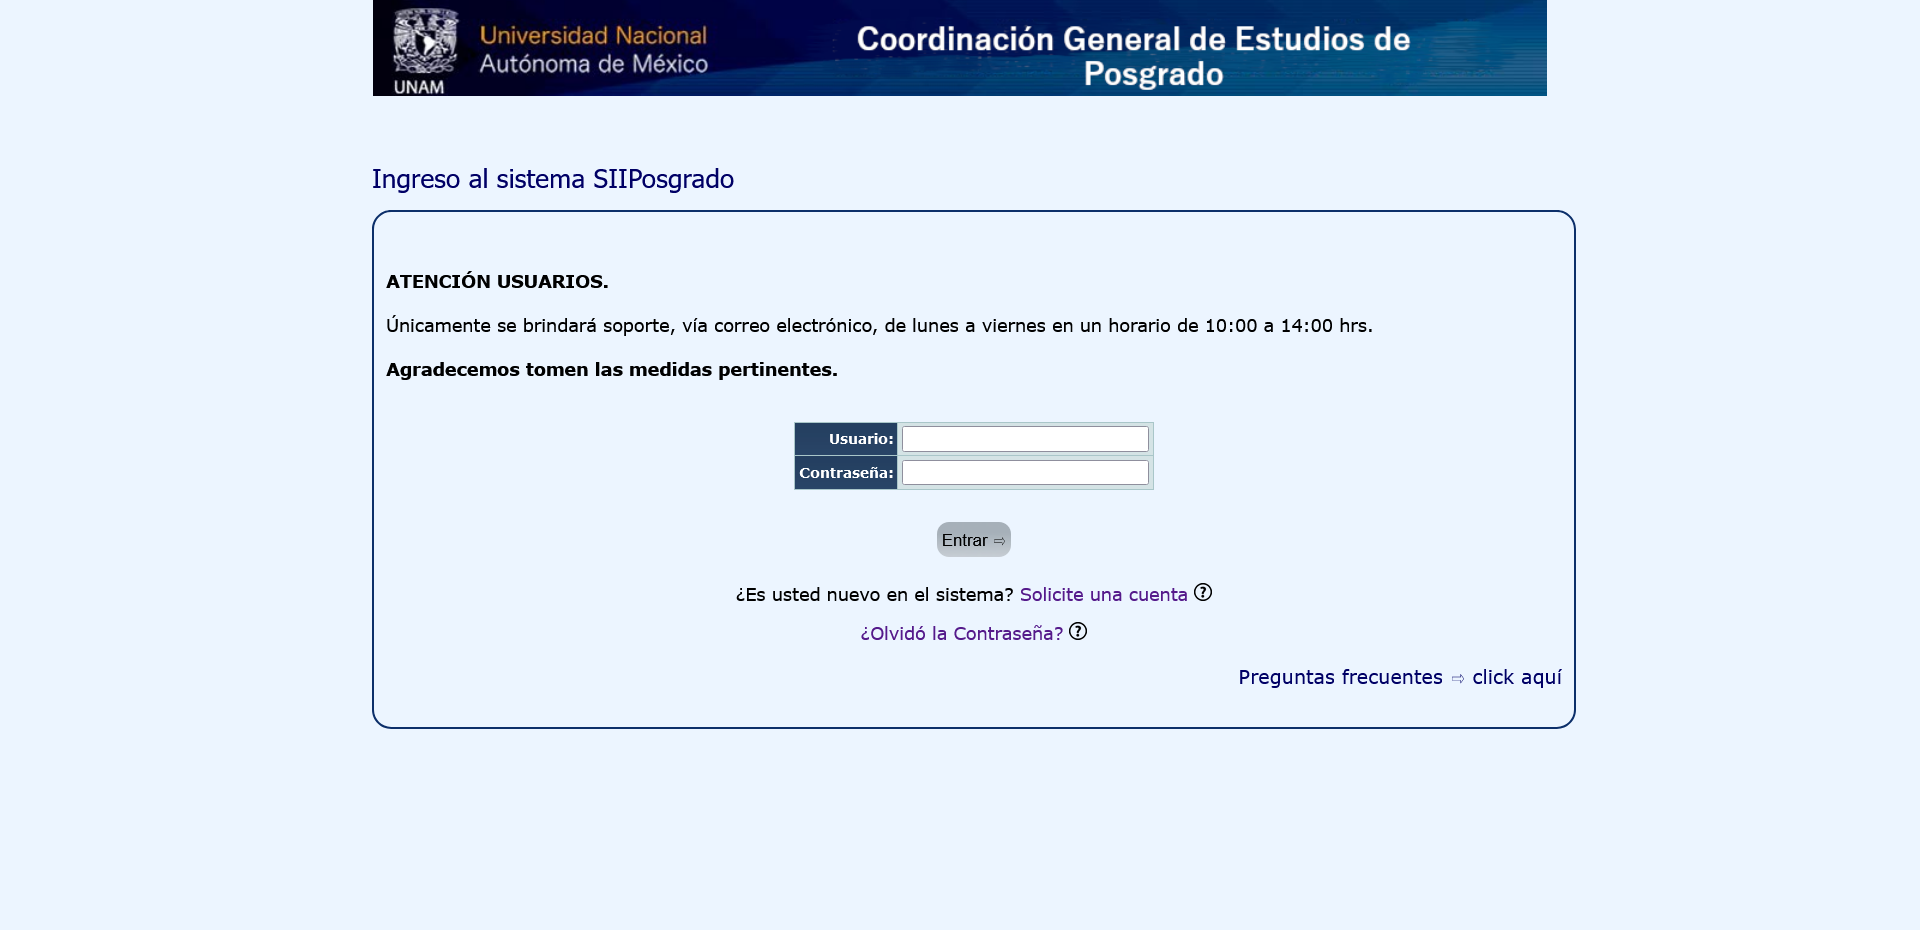 Universidad Nacional
Autónoma de México
UNAM
Coordinación General de Estudios de
Posgrado
Ingreso al sistema SIIPosgrado
ATENCIÓN USUARIOS.
Únicamente se brindará soporte, vía correo electrónico, de lunes a viernes en un horario de 10:00 a 14:00 hrs.
Agradecemos tomen las medidas pertinentes.
Usuario:
Contraseña:
Entrar ⇨
¿Es usted nuevo en el sistema? Solicite una cuenta ?
¿Olvidó la Contraseña? ?
Preguntas frecuentes ⇨ click aquí